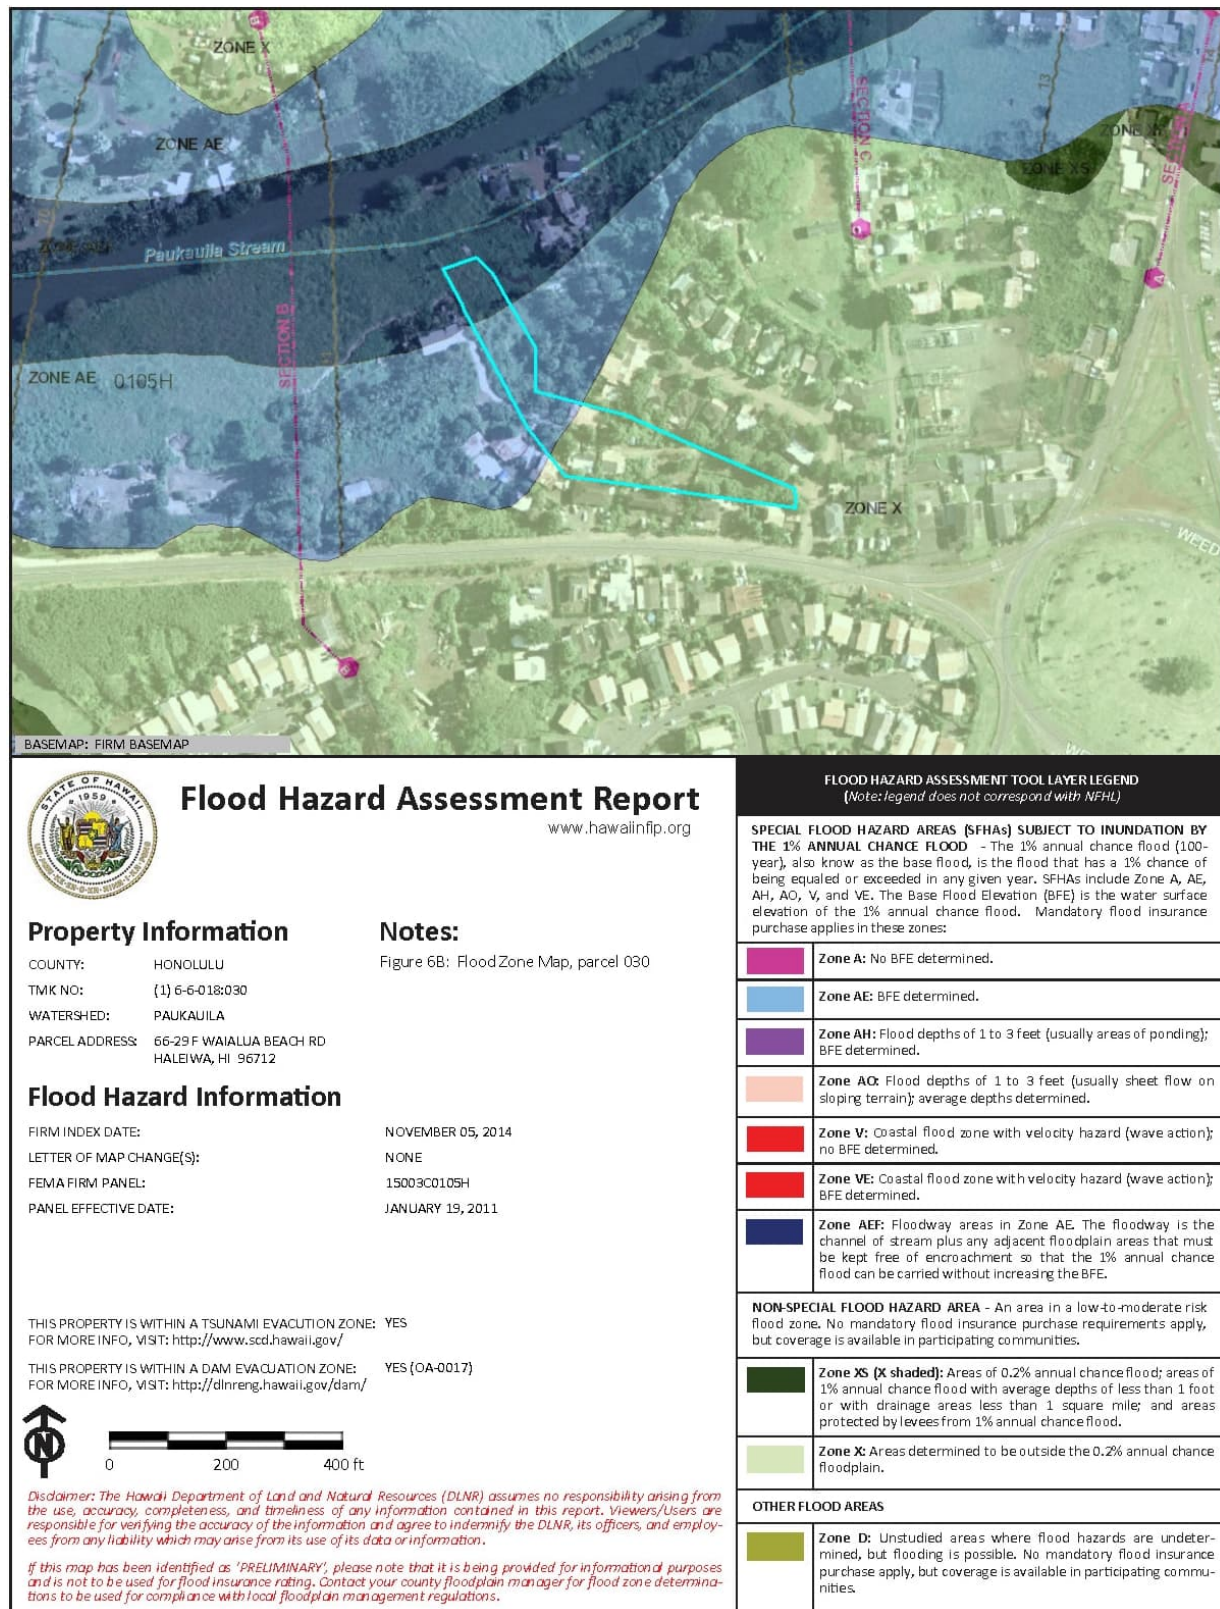 ZONE X
ZONE AE
Paukauila Stream
SECTION B
SECTION C
ZONE XS
13
14
ZONE AE 0105H
ZONE X
WEED
C
A
B
BASEMAP: FIRM BASEMAP
STATE OF HAWAII
1959
Flood Hazard Assessment Report
www.hawaiinfip.org
Property Information
COUNTY: HONOLULU
TMK NO: (1) 6-6-018:030
WATERSHED: PAUKAUILA
PARCEL ADDRESS: 66-29 F WAIALUA BEACH RD
HALEIWA, HI 96712
Notes:
Figure 6B: Flood Zone Map, parcel 030
Flood Hazard Information
FIRM INDEX DATE: NOVEMBER 05, 2014
LETTER OF MAP CHANGE(S): NONE
FEMA FIRM PANEL: 15003C0105H
PANEL EFFECTIVE DATE: JANUARY 19, 2011
THIS PROPERTY IS WITHIN A TSUNAMI EVACUTION ZONE: YES
FOR MORE INFO, VISIT: http://www.scd.hawaii.gov/
THIS PROPERTY IS WITHIN A DAM EVACUATION ZONE: YES (OA-0017)
FOR MORE INFO, VISIT: http://dlnreng.hawaii.gov/dam/
N
0 200 400 ft
Disclaimer: The Hawaii Department of Land and Natural Resources (DLNR) assumes no responsibility arising from
the use, accuracy, completeness, and timeliness of any information contained in this report. Viewers/Users are
responsible for verifying the accuracy of the information and agree to indemnify the DLNR, its officers, and employ-
ees from any liability which may arise from its use of its data or information.
If this map has been identified as 'PRELIMINARY', please note that it is being provided for informational purposes
and is not to be used for flood insurance rating. Contact your county floodplain manager for flood zone determina-
tions to be used for compliance with local floodplain management regulations.
FLOOD HAZARD ASSESSMENT TOOL LAYER LEGEND
(Note: legend does not correspond with NFHL)
SPECIAL FLOOD HAZARD AREAS (SFHAs) SUBJECT TO INUNDATION BY
THE 1% ANNUAL CHANCE FLOOD - The 1% annual chance flood (100-
year), also know as the base flood, is the flood that has a 1% chance of
being equaled or exceeded in any given year. SFHAs include Zone A, AE,
AH, AO, V, and VE. The Base Flood Elevation (BFE) is the water surface
elevation of the 1% annual chance flood. Mandatory flood insurance
purchase applies in these zones:
Zone A: No BFE determined.
Zone AE: BFE determined.
Zone AH: Flood depths of 1 to 3 feet (usually areas of ponding);
BFE determined.
Zone AO: Flood depths of 1 to 3 feet (usually sheet flow on
sloping terrain); average depths determined.
Zone V: Coastal flood zone with velocity hazard (wave action);
no BFE determined.
Zone VE: Coastal flood zone with velocity hazard (wave action);
BFE determined.
Zone AEF: Floodway areas in Zone AE. The floodway is the
channel of stream plus any adjacent floodplain areas that must
be kept free of encroachment so that the 1% annual chance
flood can be carried without increasing the BFE.
NON-SPECIAL FLOOD HAZARD AREA - An area in a low-to-moderate risk
flood zone. No mandatory flood insurance purchase requirements apply,
but coverage is available in participating communities.
Zone XS (X shaded): Areas of 0.2% annual chance flood; areas of
1% annual chance flood with average depths of less than 1 foot
or with drainage areas less than 1 square mile; and areas
protected by levees from 1% annual chance flood.
Zone X: Areas determined to be outside the 0.2% annual chance
floodplain.
OTHER FLOOD AREAS
Zone D: Unstudied areas where flood hazards are undeter-
mined, but flooding is possible. No mandatory flood insurance
purchase apply, but coverage is available in participating commu-
nities.